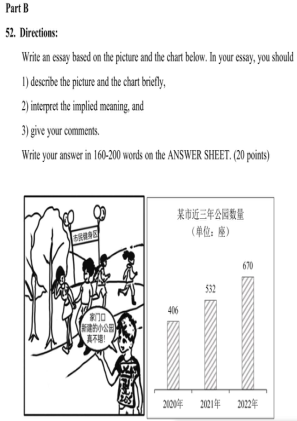 Part B
52. Directions:
Write an essay based on the picture and the chart below. In your essay, you should
1) describe the picture and the chart briefly,
2) interpret the implied meaning, and
3) give your comments.
Write your answer in 160-200 words on the ANSWER SHEET. (20 points)
市民健身区
家门口
新建的小公园
真不错!
某市近三年公园数量
(单位:座)
670
532
406
2020年
2021年
2022年